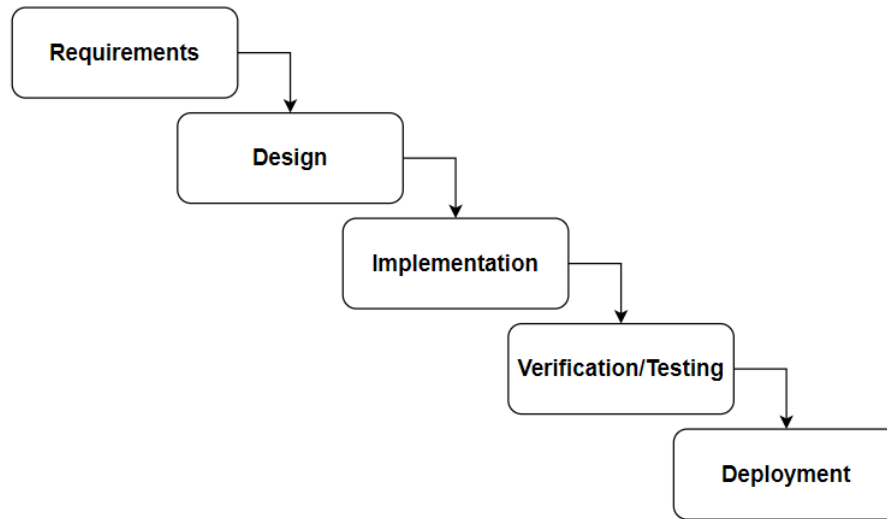 Requirements
Design
Implementation
Verification/Testing
Deployment